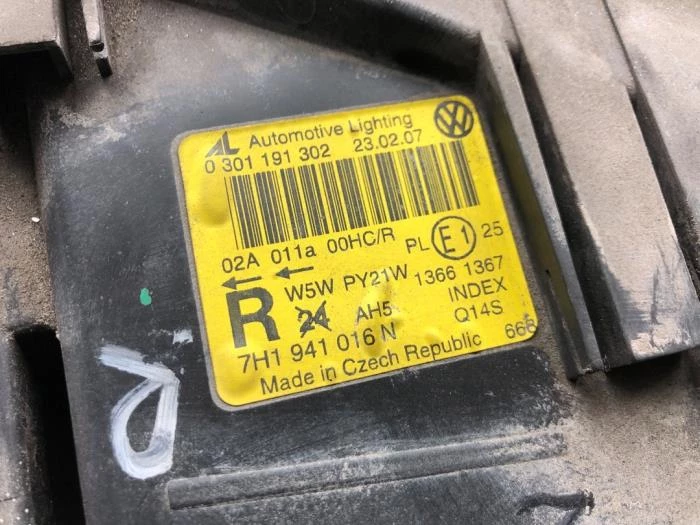 AL Automotive Lighting
0 301 191 302 23.02.07
02A 011a 00HC/R PL E1 25
W5W PY21W 1366 1367
R 24 AH5 INDEX
Q14S
7H1 941 016 N 666
Made in Czech Republic